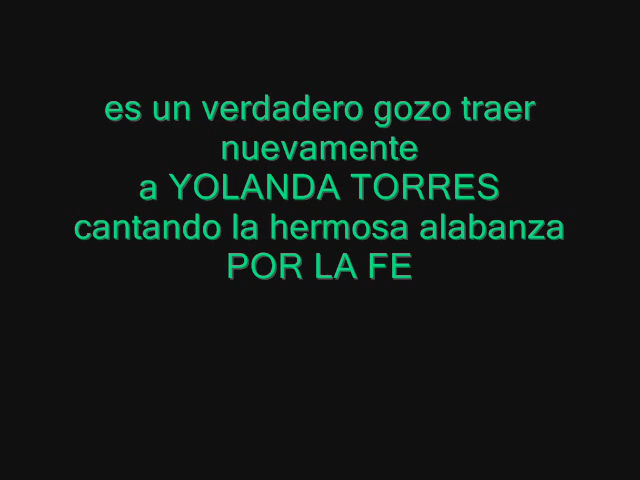 es un verdadero gozo traer
nuevamente
a YOLANDA TORRES
cantando la hermosa alabanza
POR LA FE